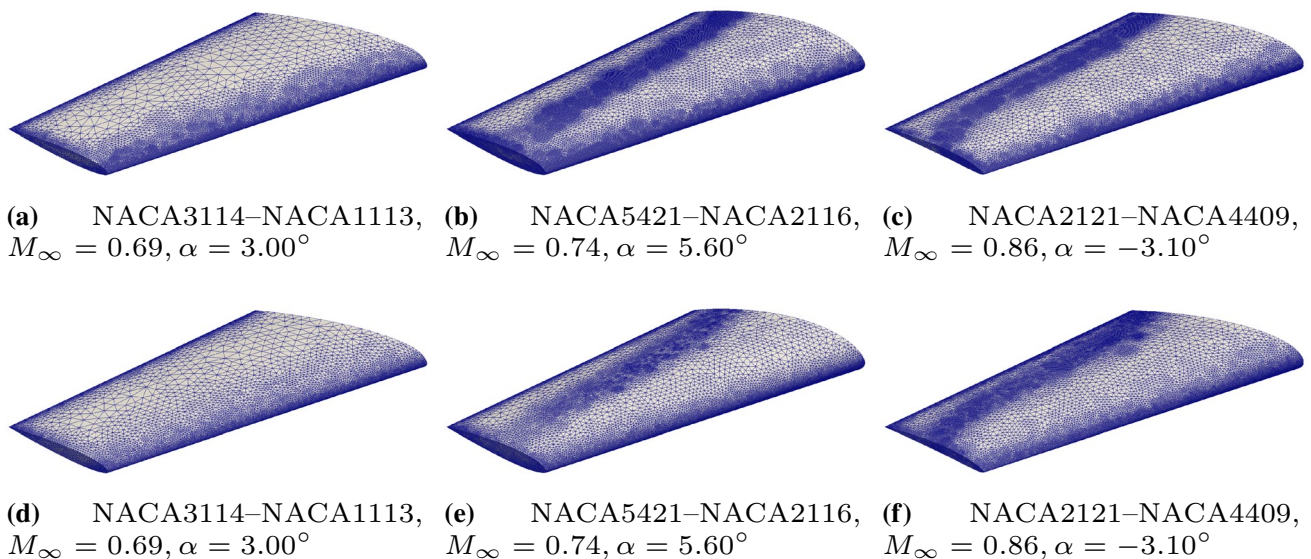 (a) NACA3114–NACA1113,
M∞ = 0.69, α = 3.00°
(b) NACA5421–NACA2116,
M∞ = 0.74, α = 5.60°
(c) NACA2121–NACA4409,
M∞ = 0.86, α = −3.10°
(d) NACA3114–NACA1113,
M∞ = 0.69, α = 3.00°
(e) NACA5421–NACA2116,
M∞ = 0.74, α = 5.60°
(f) NACA2121–NACA4409,
M∞ = 0.86, α = −3.10°